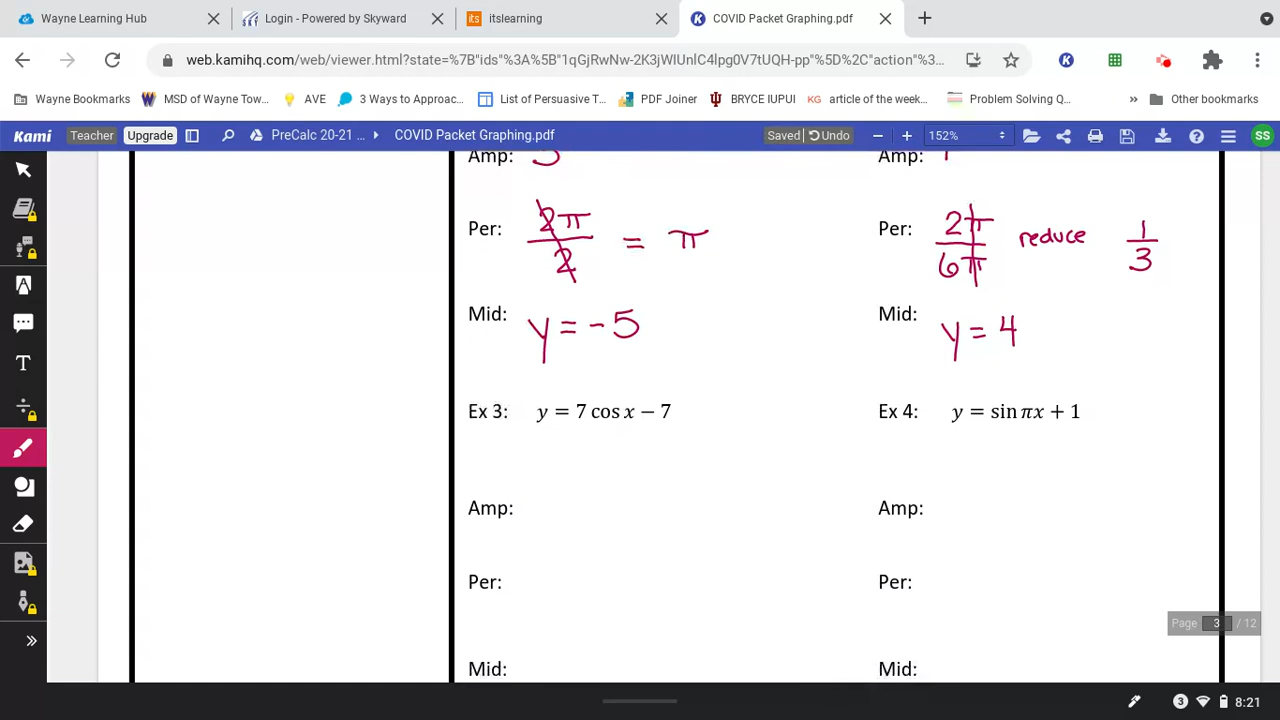 Wayne Learning Hub
Login - Powered by Skyward
itslearning
COVID Packet Graphing.pdf
web.kamihq.com/web/viewer.html?state=%7B"ids"%3A%5B"1qGjRwNw-2K3jWIUnlC4lpg0V7tUQH-pp"%5D%2C"action"%3...
Wayne Bookmarks
MSD of Wayne Tow...
AVE
3 Ways to Approac...
List of Persuasive T...
PDF Joiner
BRYCE IUPUI
KG article of the week...
Problem Solving Q...
» Other bookmarks
Kami Teacher Upgrade PreCalc 20-21 ... COVID Packet Graphing.pdf Saved Undo 152% SS
Amp: Amp:
Per: 2π/2 = π Per: 2π/6π reduce 1/3
Mid: y = -5 Mid: y = 4
Ex 3: y = 7 cos x − 7 Ex 4: y = sin πx + 1
Amp: Amp:
Per: Per:
Page 3 / 12
Mid: Mid:
3 8:21